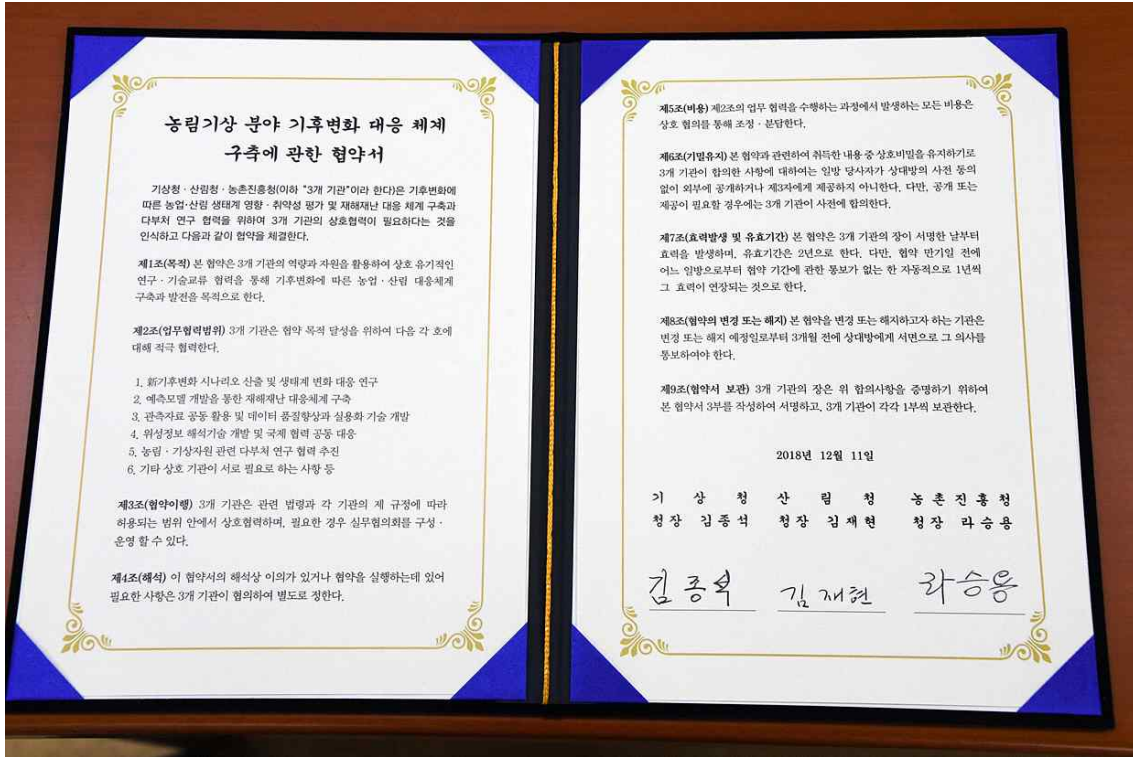 농림기상 분야 기후변화 대응 체계
구축에 관한 협약서
기상청 · 산림청 · 농촌진흥청(이하 "3개 기관"이라 한다)은 기후변화에
따른 농업·산림 생태계 영향 · 취약성 평가 및 재해재난 대응 체계 구축과
다부처 연구 협력을 위하여 3개 기관의 상호협력이 필요하다는 것을
인식하고 다음과 같이 협약을 체결한다.
제1조(목적) 본 협약은 3개 기관의 역량과 자원을 활용하여 상호 유기적인
연구 · 기술교류 협력을 통해 기후변화에 따른 농업 · 산림 대응체계
구축과 발전을 목적으로 한다.
제2조(업무협력범위) 3개 기관은 협약 목적 달성을 위하여 다음 각 호에
대해 적극 협력한다.
1. 新기후변화 시나리오 산출 및 생태계 변화 대응 연구
2. 예측모델 개발을 통한 재해재난 대응체계 구축
3. 관측자료 공동 활용 및 데이터 품질향상과 실용화 기술 개발
4. 위성정보 해석기술 개발 및 국제 협력 공동 대응
5. 농림 · 기상자원 관련 다부처 연구 협력 추진
6. 기타 상호 기관이 서로 필요로 하는 사항 등
제3조(협약이행) 3개 기관은 관련 법령과 각 기관의 제 규정에 따라
허용되는 범위 안에서 상호협력하며, 필요한 경우 실무협의회를 구성 ·
운영 할 수 있다.
제4조(해석) 이 협약서의 해석상 이의가 있거나 협약을 실행하는데 있어
필요한 사항은 3개 기관이 협의하여 별도로 정한다.
제5조(비용) 제2조의 업무 협력을 수행하는 과정에서 발생하는 모든 비용은
상호 협의를 통해 조정 · 분담한다.
제6조(기밀유지) 본 협약과 관련하여 취득한 내용 중 상호비밀을 유지하기로
3개 기관이 합의한 사항에 대하여는 일방 당사자가 상대방의 사전 동의
없이 외부에 공개하거나 제3자에게 제공하지 아니한다. 다만, 공개 또는
제공이 필요할 경우에는 3개 기관이 사전에 합의한다.
제7조(효력발생 및 유효기간) 본 협약은 3개 기관의 장이 서명한 날부터
효력을 발생하며, 유효기간은 2년으로 한다. 다만, 협약 만기일 전에
어느 일방으로부터 협약 기간에 관한 통보가 없는 한 자동적으로 1년씩
그 효력이 연장되는 것으로 한다.
제8조(협약의 변경 또는 해지) 본 협약을 변경 또는 해지하고자 하는 기관은
변경 또는 해지 예정일로부터 3개월 전에 상대방에게 서면으로 그 의사를
통보하여야 한다.
제9조(협약서 보관) 3개 기관의 장은 위 합의사항을 증명하기 위하여
본 협약서 3부를 작성하여 서명하고, 3개 기관이 각각 1부씩 보관한다.
2018년 12월 11일
기 상 청 산 림 청 농촌진흥청
청장 김종석 청장 김재현 청장 라승용
김종석 김재현 라승용